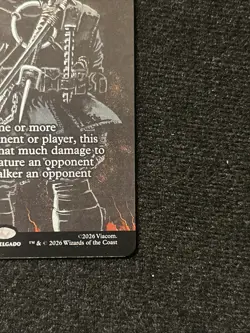 ne or more
nent or player, this
hat much damage to
ature an opponent
alker an opponent
©2026 Viacom.
ELGADO ™ & © 2026 Wizards of the Coast